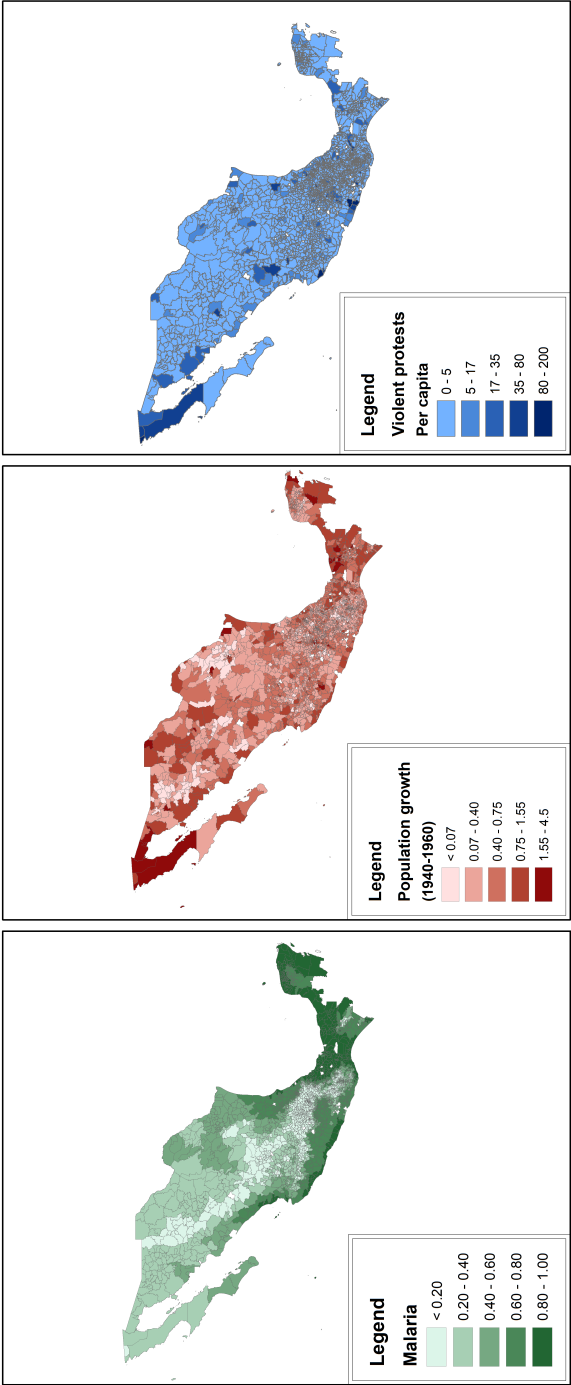 Legend
Malaria
< 0.20
0.20 - 0.40
0.40 - 0.60
0.60 - 0.80
0.80 - 1.00
Legend
Population growth
(1940-1960)
< 0.07
0.07 - 0.40
0.40 - 0.75
0.75 - 1.55
1.55 - 4.5
Legend
Violent protests
Per capita
0 - 5
5 - 17
17 - 35
35 - 80
80 - 200